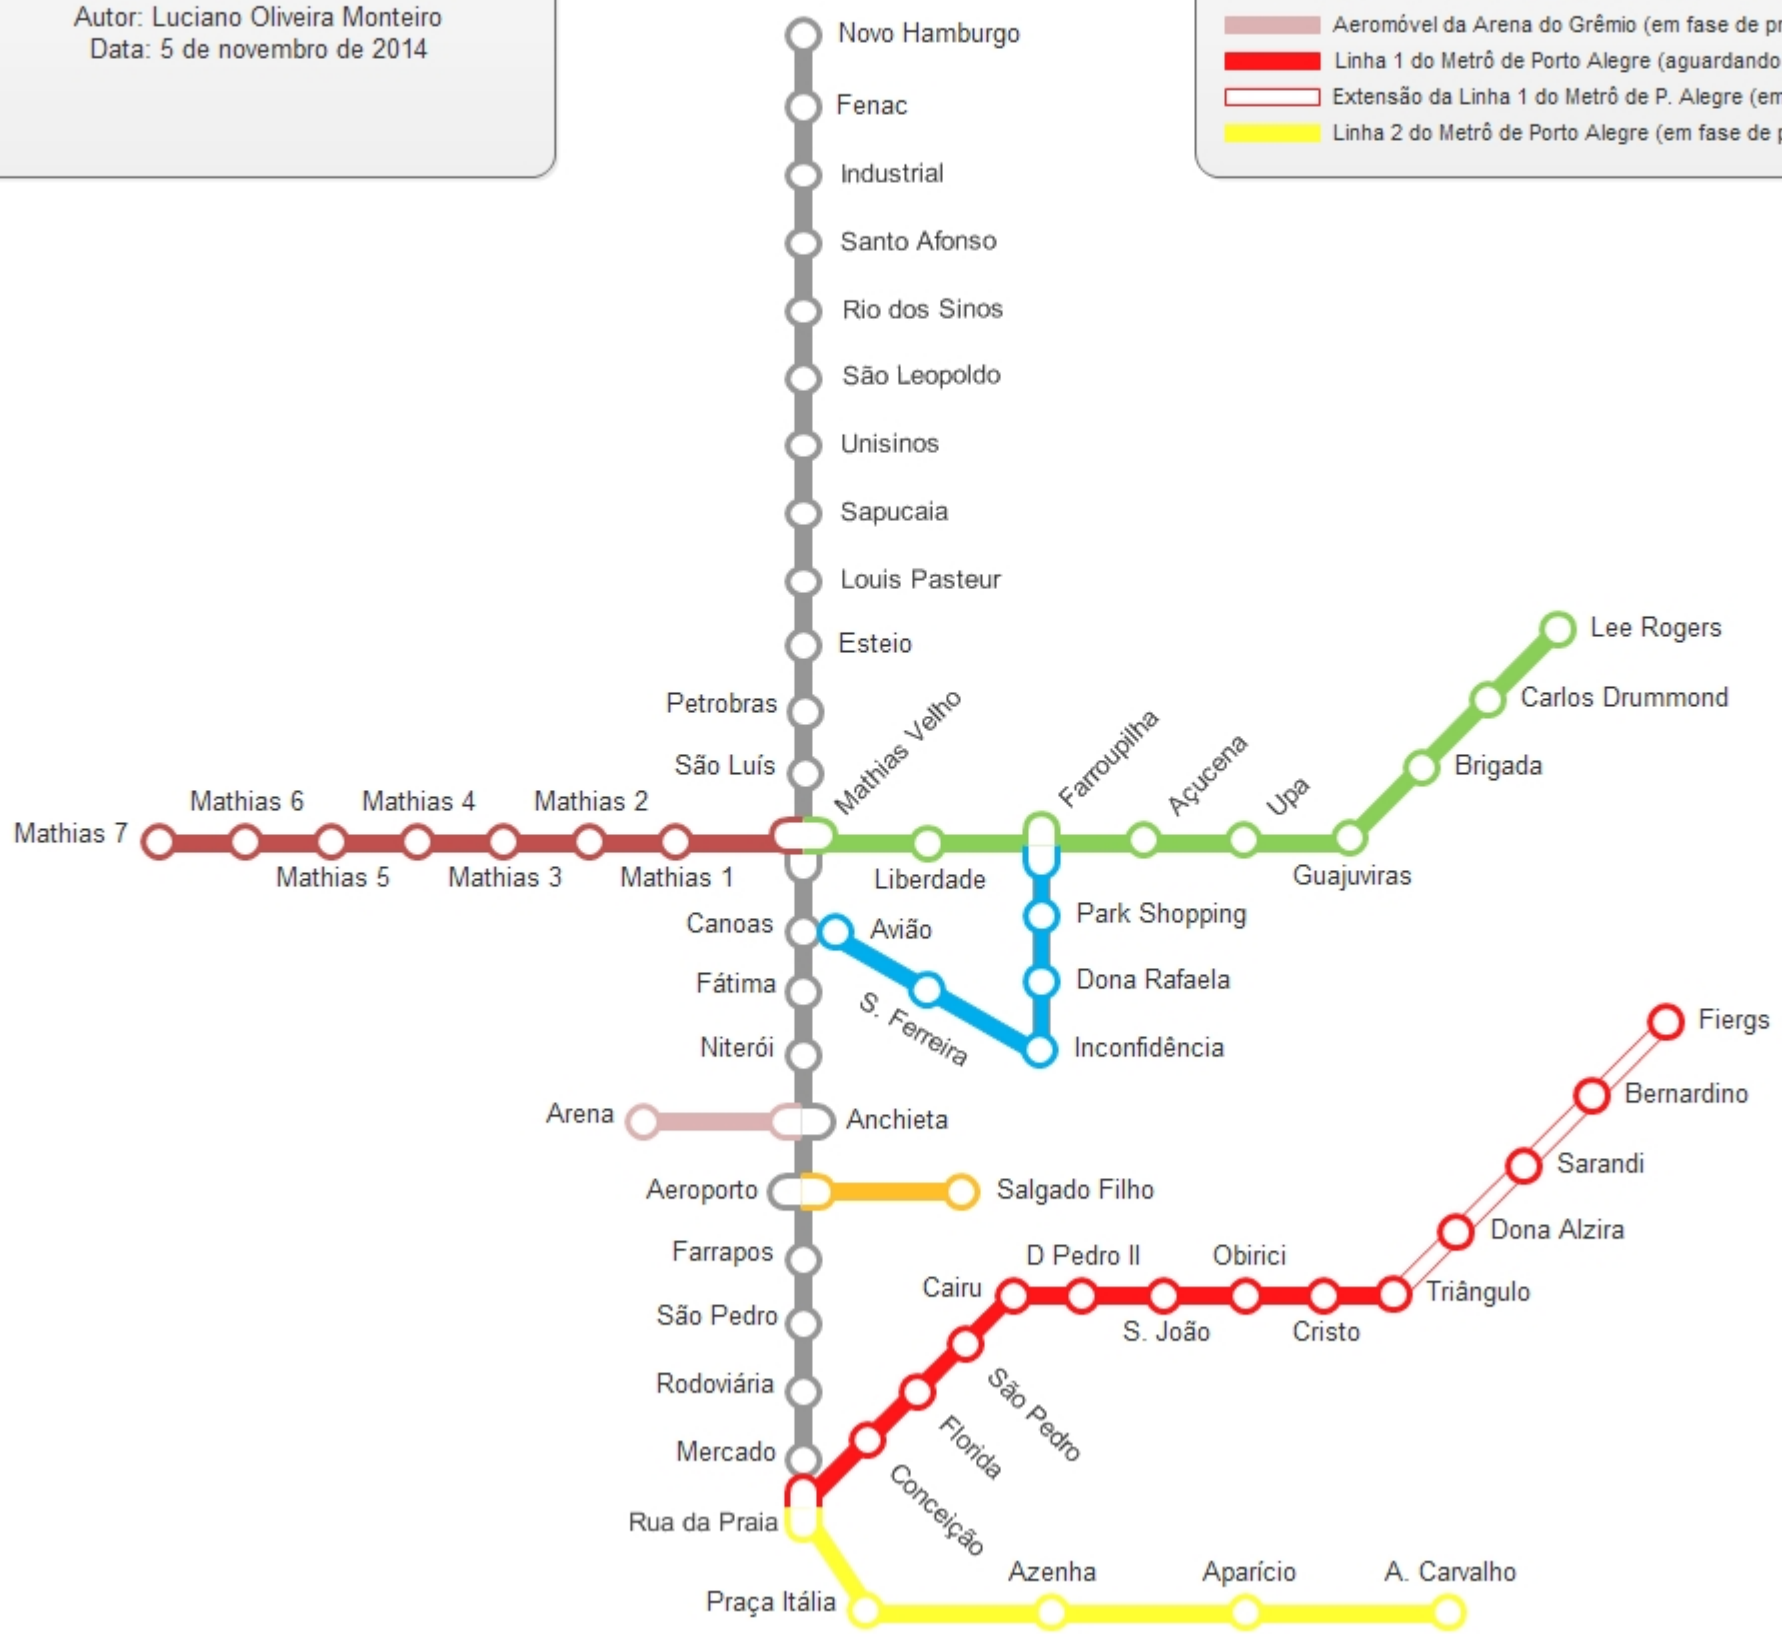 Autor: Luciano Oliveira Monteiro
Data: 5 de novembro de 2014
Aeromóvel da Arena do Grêmio (em fase de
Linha 1 do Metrô de Porto Alegre (aguardando
Extensão da Linha 1 do Metrô de P. Alegre (em
Linha 2 do Metrô de Porto Alegre (em fase de
Novo Hamburgo
Fenac
Industrial
Santo Afonso
Rio dos Sinos
São Leopoldo
Unisinos
Sapucaia
Louis Pasteur
Esteio
Petrobras
São Luís
Mathias Velho
Farroupilha
Açucena
Upa
Lee Rogers
Carlos Drummond
Brigada
Guajuviras
Liberdade
Mathias 7
Mathias 6
Mathias 5
Mathias 4
Mathias 3
Mathias 2
Mathias 1
Canoas
Avião
S. Ferreira
Park Shopping
Dona Rafaela
Inconfidência
Fátima
Niterói
Arena
Anchieta
Aeroporto
Salgado Filho
Farrapos
São Pedro
Rodoviária
Mercado
Fiergs
Bernardino
Sarandi
Dona Alzira
Triângulo
Cristo
Obirici
S. João
D Pedro II
Cairu
São Pedro
Florida
Conceição
Rua da Praia
Praça Itália
Azenha
Aparício
A. Carvalho